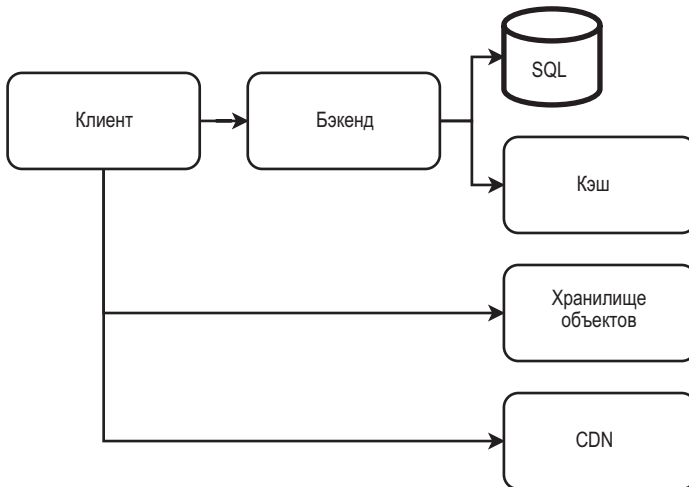 SQL
Клиент
Бэкенд
Кэш
Хранилище
объектов
CDN